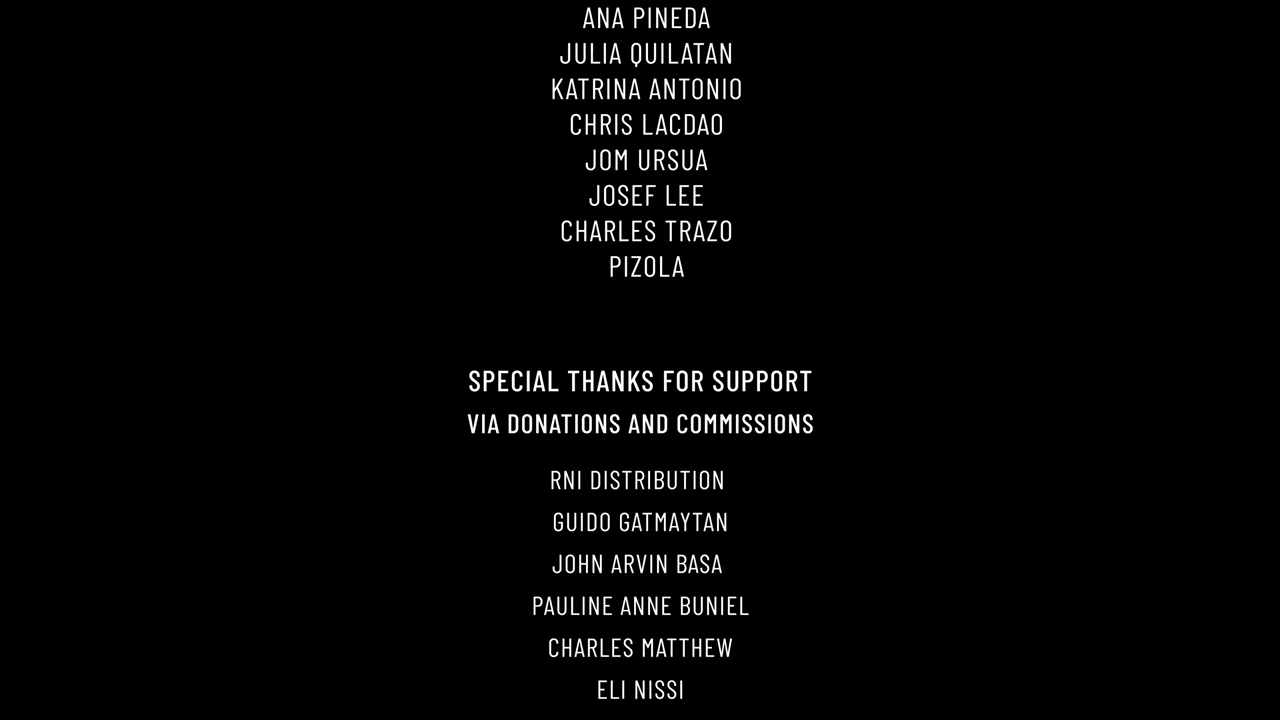 ANA PINEDA
JULIA QUILATAN
KATRINA ANTONIO
CHRIS LACDAO
JOM URSUA
JOSEF LEE
CHARLES TRAZO
PIZOLA
SPECIAL THANKS FOR SUPPORT
VIA DONATIONS AND COMMISSIONS
RNI DISTRIBUTION
GUIDO GATMAYTAN
JOHN ARVIN BASA
PAULINE ANNE BUNIEL
CHARLES MATTHEW
ELI NISSI